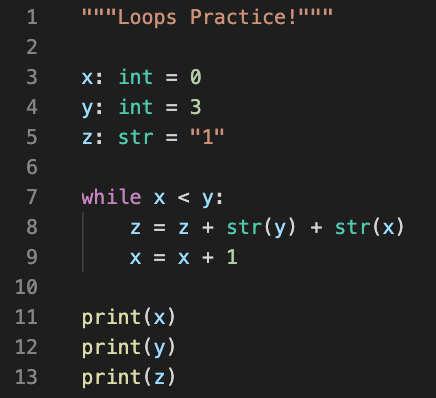 1 """Loops Practice!"""
2
3 x: int = 0
4 y: int = 3
5 z: str = "1"
6
7 while x < y:
8     z = z + str(y) + str(x)
9     x = x + 1
10
11 print(x)
12 print(y)
13 print(z)